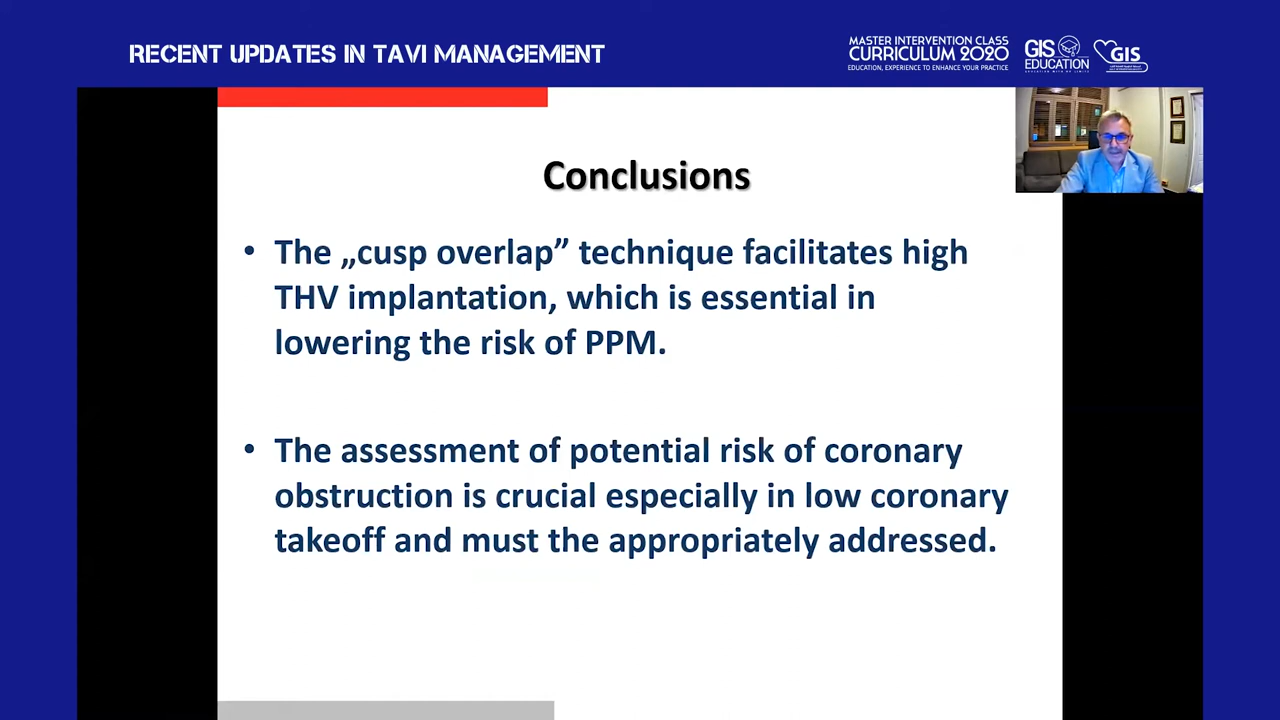 RECENT UPDATES IN TAVI MANAGEMENT
MASTER INTERVENTION CLASS
CURRICULUM 2020
EDUCATION, EXPERIENCE TO ENHANCE YOUR PRACTICE
GIS
EDUCATION
GIS
Conclusions
• The „cusp overlap” technique facilitates high
THV implantation, which is essential in
lowering the risk of PPM.
• The assessment of potential risk of coronary
obstruction is crucial especially in low coronary
takeoff and must the appropriately addressed.